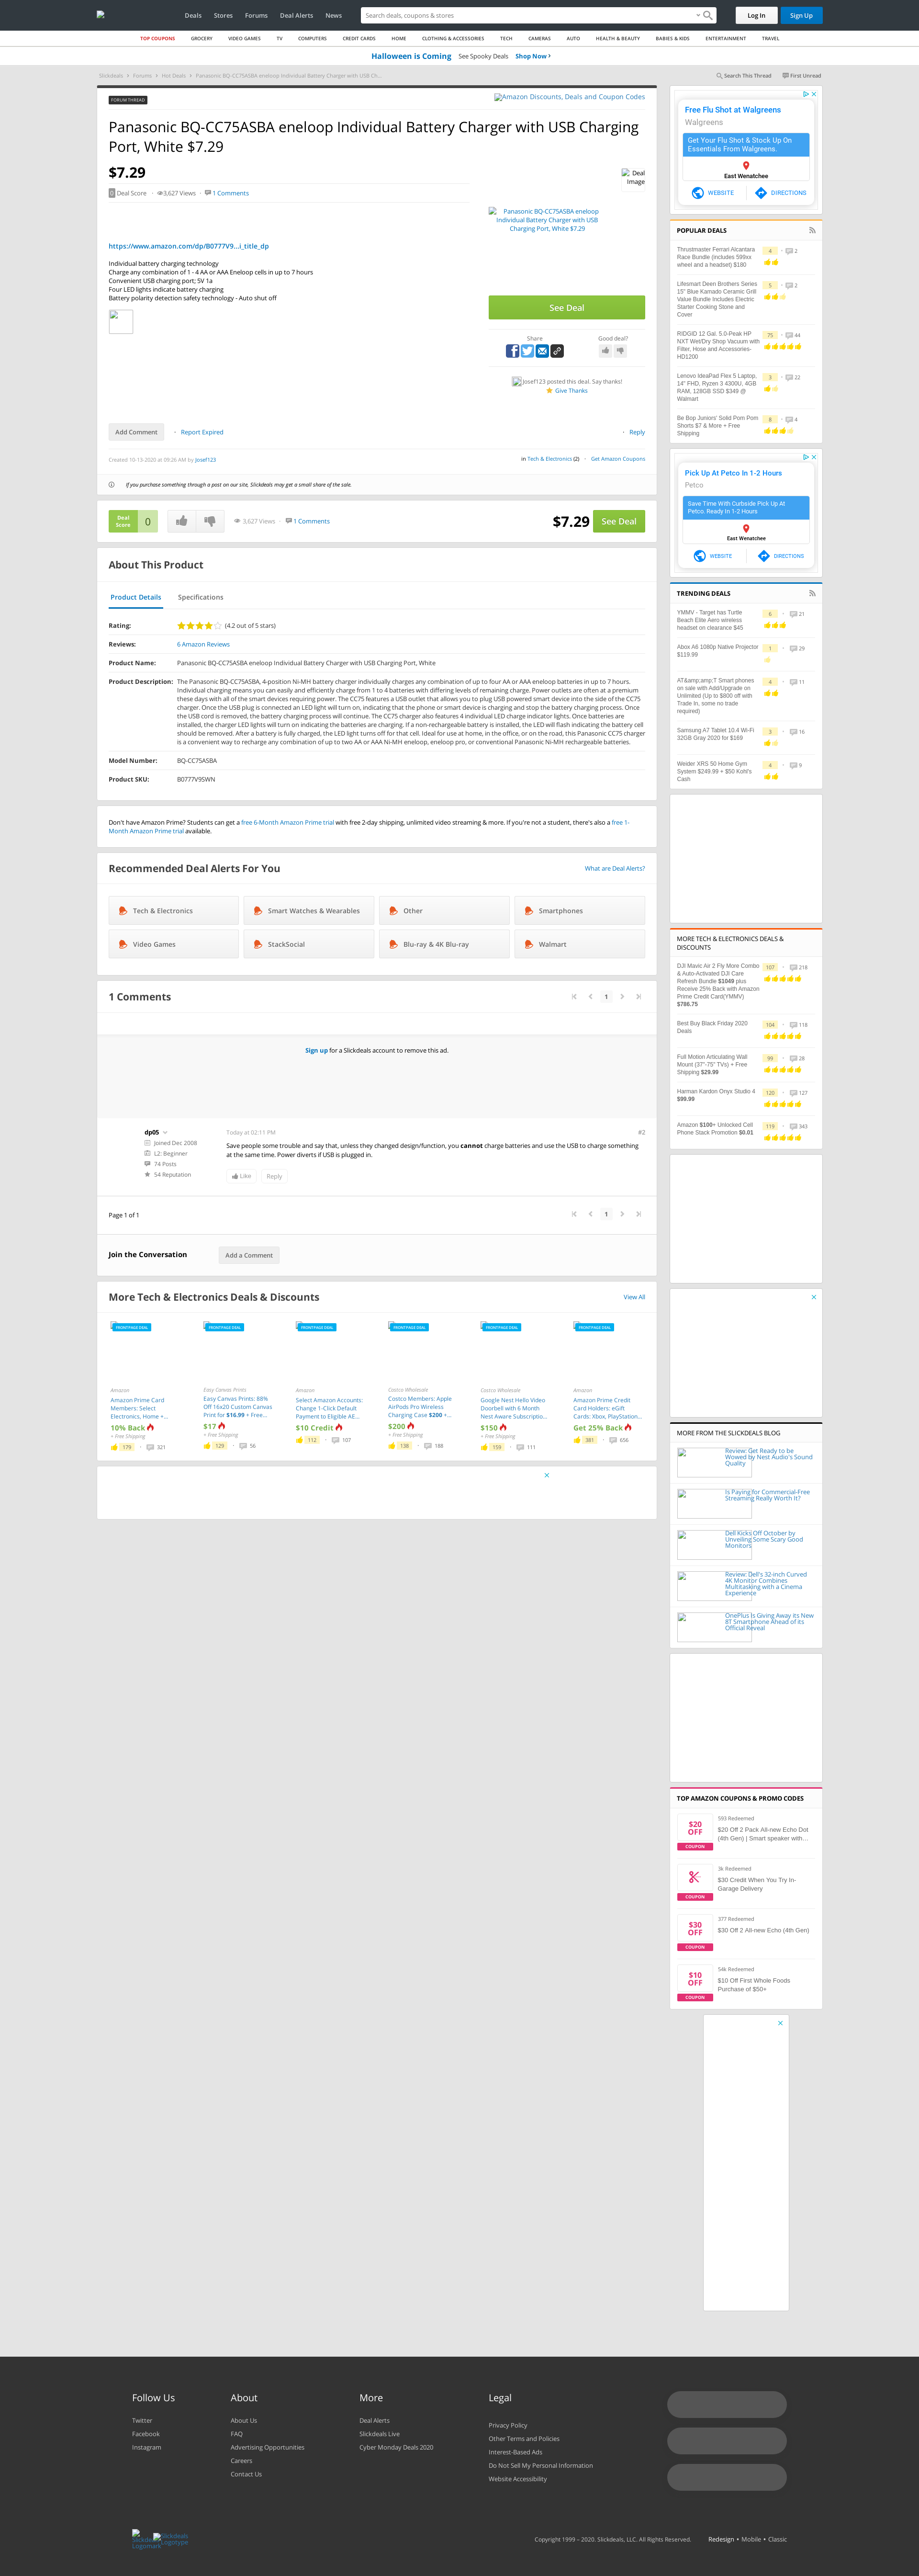 Deals Stores Forums Deal Alerts News
Search deals, coupons & stores
Log In
Sign Up
TOP COUPONS GROCERY VIDEO GAMES TV COMPUTERS CREDIT CARDS HOME CLOTHING & ACCESSORIES TECH CAMERAS AUTO HEALTH & BEAUTY BABIES & KIDS ENTERTAINMENT TRAVEL
Halloween is Coming See Spooky Deals Shop Now ›
Slickdeals › Forums › Hot Deals › Panasonic BQ-CC75ASBA eneloop Individual Battery Charger with USB Ch...
Search This Thread First Unread
FORUM THREAD
Amazon Discounts, Deals and Coupon Codes
Panasonic BQ-CC75ASBA eneloop Individual Battery Charger with USB Charging Port, White $7.29
$7.29
0 Deal Score • 3,627 Views • 1 Comments
Deal Image
Panasonic BQ-CC75ASBA eneloop Individual Battery Charger with USB Charging Port, White $7.29
https://www.amazon.com/dp/B0777V9...i_title_dp
Individual battery charging technology
Charge any combination of 1 - 4 AA or AAA Eneloop cells in up to 7 hours
Convenient USB charging port; 5V 1a
Four LED lights indicate battery charging
Battery polarity detection safety technology - Auto shut off
See Deal
Share
Good deal?
Josef123 posted this deal. Say thanks!
Give Thanks
Add Comment • Report Expired • Reply
Created 10-13-2020 at 09:26 AM by Josef123
in Tech & Electronics (2) • Get Amazon Coupons
If you purchase something through a post on our site, Slickdeals may get a small share of the sale.
Deal Score 0
3,627 Views 1 Comments
$7.29 See Deal
About This Product
Product Details Specifications
Rating: (4.2 out of 5 stars)
Reviews: 6 Amazon Reviews
Product Name: Panasonic BQ-CC75ASBA eneloop Individual Battery Charger with USB Charging Port, White
Product Description: The Panasonic BQ-CC75ASBA, 4-position Ni-MH battery charger individually charges any combination of up to four AA or AAA eneloop batteries in up to 7 hours.
Individual charging means you can easily and efficiently charge from 1 to 4 batteries with differing levels of remaining charge. Power outlets are often at a premium
these days with all of the smart devices requiring power. The CC75 features a USB outlet that allows you to plug USB powered device into the side of the CC75
charger. Once the USB plug is connected an LED light will turn on, indicating that the phone or smart device is charging and stop the battery charging process. Once
the USB cord is removed, the battery charging process will continue. The CC75 charger also features 4 individual LED charge indicator lights. Once batteries are
installed, charger LED lights will turn on indicating the batteries are being charged. If a non-rechargeable battery is installed, the LED will flash indicating the battery cell
should be removed. After a battery is fully charged, the LED light turns off for that cell. Ideal for use at home, in the office, or on the road, this Panasonic CC75 charger
is a convenient way to recharge any combination of up to two AA or AAA Ni-MH eneloop, eneloop pro, or conventional Panasonic Ni-MH rechargeable batteries.
Model Number: BQ-CC75ASBA
Product SKU: B0777V9SWN
Don't have Amazon Prime? Students can get a free 6-Month Amazon Prime trial with free 2-day shipping, unlimited video streaming & more. If you're not a student, there's also a free 1-
Month Amazon Prime trial available.
Recommended Deal Alerts For You
What are Deal Alerts?
Tech & Electronics Smart Watches & Wearables Other Smartphones
Video Games StackSocial Blu-ray & 4K Blu-ray Walmart
1 Comments
1
Sign up for a Slickdeals account to remove this ad.
dp05
Joined Dec 2008
L2: Beginner
74 Posts
54 Reputation
Today at 02:11 PM
#2
Save people some trouble and say that, unless they changed design/function, you cannot charge batteries and use the USB to charge something
at the same time. Power diverts if USB is plugged in.
Like Reply
Page 1 of 1
1
Join the Conversation
Add a Comment
More Tech & Electronics Deals & Discounts
View All
FRONTPAGE DEAL
Amazon
Amazon Prime Card Members: Select Electronics, Home +...
10% Back
+ Free Shipping
179 • 321
FRONTPAGE DEAL
Easy Canvas Prints
Easy Canvas Prints: 88% Off 16x20 Custom Canvas Print for $16.99 + Free...
$17
+ Free Shipping
129 • 56
FRONTPAGE DEAL
Amazon
Select Amazon Accounts: Change 1-Click Default Payment to Eligible AE...
$10 Credit
112 • 107
FRONTPAGE DEAL
Costco Wholesale
Costco Members: Apple AirPods Pro Wireless Charging Case $200 +...
$200
+ Free Shipping
138 • 188
FRONTPAGE DEAL
Costco Wholesale
Google Nest Hello Video Doorbell with 6 Month Nest Aware Subscriptio...
$150
+ Free Shipping
159 • 111
FRONTPAGE DEAL
Amazon
Amazon Prime Credit Card Holders: eGift Cards: Xbox, PlayStation...
Get 25% Back
381 • 656
Free Flu Shot at Walgreens
Walgreens
Get Your Flu Shot & Stock Up On
Essentials From Walgreens.
East Wenatchee
WEBSITE DIRECTIONS
POPULAR DEALS
Thrustmaster Ferrari Alcantara Race Bundle (includes 599xx wheel and a headset) $180
4 • 2
Lifesmart Deen Brothers Series 15" Blue Kamado Ceramic Grill Value Bundle Includes Electric Starter Cooking Stone and Cover
5 • 2
RIDGID 12 Gal. 5.0-Peak HP NXT Wet/Dry Shop Vacuum with Filter, Hose and Accessories-HD1200
75 • 44
Lenovo IdeaPad Flex 5 Laptop, 14" FHD, Ryzen 3 4300U, 4GB RAM, 128GB SSD $349 @ Walmart
3 • 22
Be Bop Juniors' Solid Pom Pom Shorts $7 & More + Free Shipping
8 • 4
Pick Up At Petco In 1-2 Hours
Petco
Save Time With Curbside Pick Up At
Petco. Ready In 1-2 Hours
East Wenatchee
WEBSITE DIRECTIONS
TRENDING DEALS
YMMV - Target has Turtle Beach Elite Aero wireless headset on clearance $45
6 • 21
Abox A6 1080p Native Projector $119.99
1 • 29
AT&amp;amp;T Smart phones on sale with Add/Upgrade on Unlimited (Up to $800 off with Trade In, some no trade required)
4 • 11
Samsung A7 Tablet 10.4 Wi-Fi 32GB Gray 2020 for $169
3 • 16
Weider XRS 50 Home Gym System $249.99 + $50 Kohl's Cash
4 • 9
MORE TECH & ELECTRONICS DEALS & DISCOUNTS
DJI Mavic Air 2 Fly More Combo & Auto-Activated DJI Care Refresh Bundle $1049 plus Receive 25% Back with Amazon Prime Credit Card(YMMV) $786.75
107 • 218
Best Buy Black Friday 2020 Deals
104 • 118
Full Motion Articulating Wall Mount (37"-75" TVs) + Free Shipping $29.99
99 • 28
Harman Kardon Onyx Studio 4 $99.99
120 • 127
Amazon $100+ Unlocked Cell Phone Stack Promotion $0.01
119 • 343
MORE FROM THE SLICKDEALS BLOG
Review: Get Ready to be Wowed by Nest Audio's Sound Quality
Is Paying for Commercial-Free Streaming Really Worth It?
Dell Kicks Off October by Unveiling Some Scary Good Monitors
Review: Dell's 32-inch Curved 4K Monitor Combines Multitasking with a Cinema Experience
OnePlus Is Giving Away its New 8T Smartphone Ahead of its Official Reveal
TOP AMAZON COUPONS & PROMO CODES
$20 OFF COUPON
593 Redeemed
$20 Off 2 Pack All-new Echo Dot (4th Gen) | Smart speaker with...
COUPON
3k Redeemed
$30 Credit When You Try In-Garage Delivery
$30 OFF COUPON
377 Redeemed
$30 Off 2 All-new Echo (4th Gen)
$10 OFF COUPON
54k Redeemed
$10 Off First Whole Foods Purchase of $50+
Follow Us
Twitter
Facebook
Instagram
About
About Us
FAQ
Advertising Opportunities
Careers
Contact Us
More
Deal Alerts
Slickdeals Live
Cyber Monday Deals 2020
Legal
Privacy Policy
Other Terms and Policies
Interest-Based Ads
Do Not Sell My Personal Information
Website Accessibility
Slickdeals Logomark
Slickdeals Logotype
Copyright 1999 – 2020. Slickdeals, LLC. All Rights Reserved. Redesign • Mobile • Classic